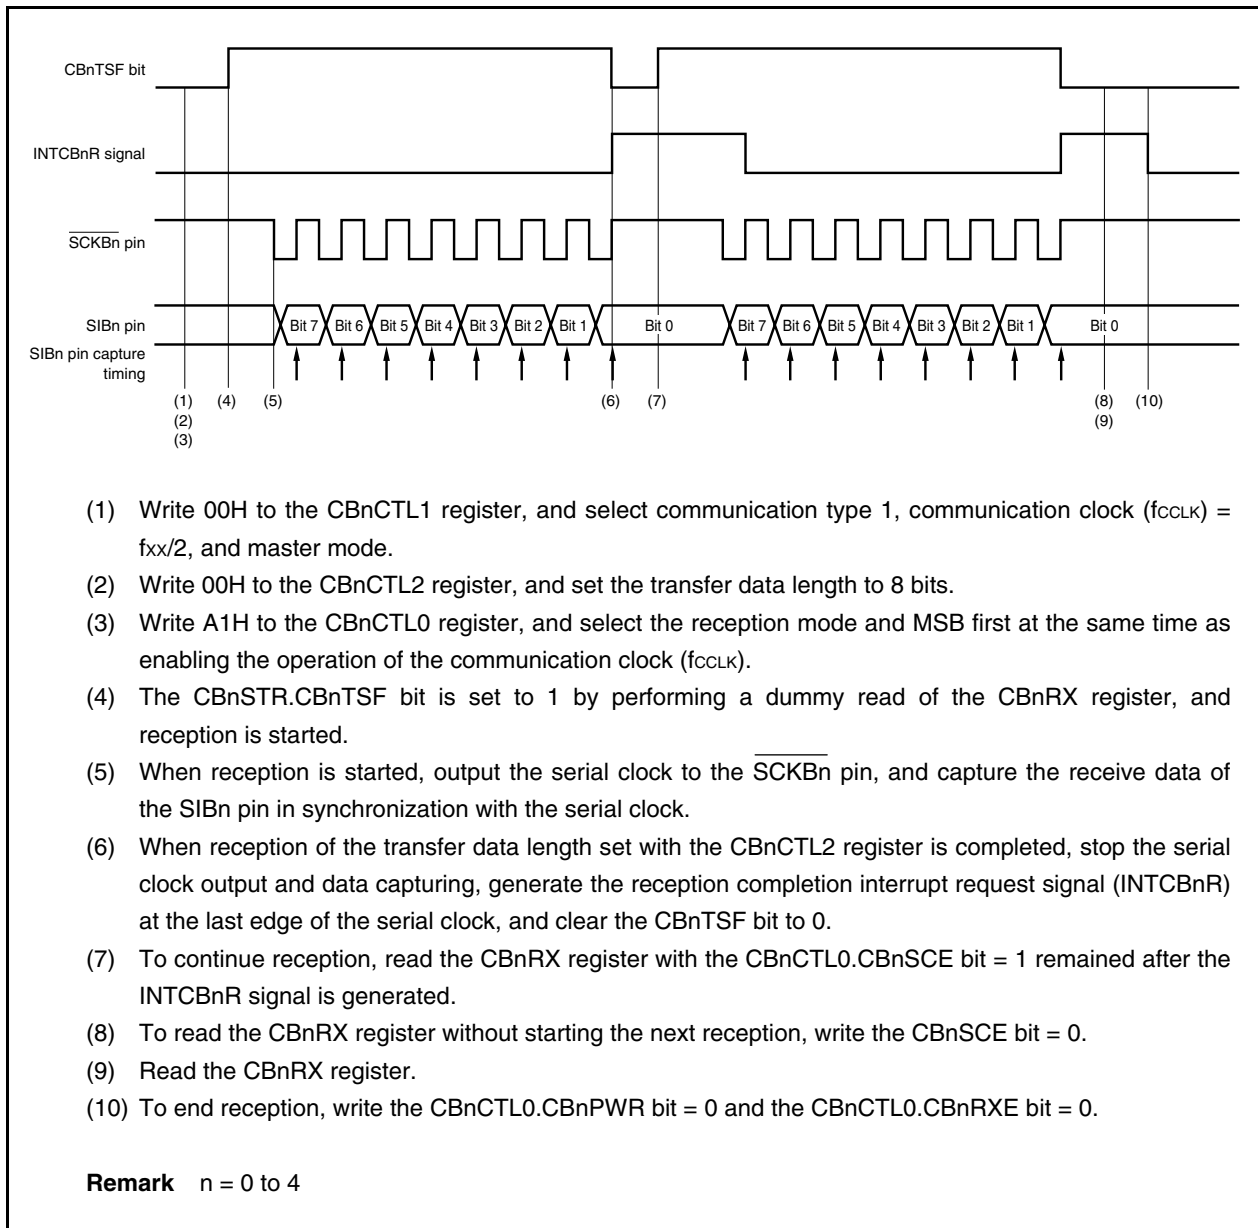 CBnTSF bit
INTCBnR signal
SCKBn pin
SIBn pin
Bit 7 Bit 6 Bit 5 Bit 4 Bit 3 Bit 2 Bit 1 Bit 0 Bit 7 Bit 6 Bit 5 Bit 4 Bit 3 Bit 2 Bit 1 Bit 0
SIBn pin capture
timing
(1) (4) (5) (6) (7) (8) (10)
(2) (9)
(3)
(1) Write 00H to the CBnCTL1 register, and select communication type 1, communication clock (fCCLK) =
fxx/2, and master mode.
(2) Write 00H to the CBnCTL2 register, and set the transfer data length to 8 bits.
(3) Write A1H to the CBnCTL0 register, and select the reception mode and MSB first at the same time as
enabling the operation of the communication clock (fCCLK).
(4) The CBnSTR.CBnTSF bit is set to 1 by performing a dummy read of the CBnRX register, and
reception is started.
(5) When reception is started, output the serial clock to the SCKBn pin, and capture the receive data of
the SIBn pin in synchronization with the serial clock.
(6) When reception of the transfer data length set with the CBnCTL2 register is completed, stop the serial
clock output and data capturing, generate the reception completion interrupt request signal (INTCBnR)
at the last edge of the serial clock, and clear the CBnTSF bit to 0.
(7) To continue reception, read the CBnRX register with the CBnCTL0.CBnSCE bit = 1 remained after the
INTCBnR signal is generated.
(8) To read the CBnRX register without starting the next reception, write the CBnSCE bit = 0.
(9) Read the CBnRX register.
(10) To end reception, write the CBnCTL0.CBnPWR bit = 0 and the CBnCTL0.CBnRXE bit = 0.
Remark n = 0 to 4